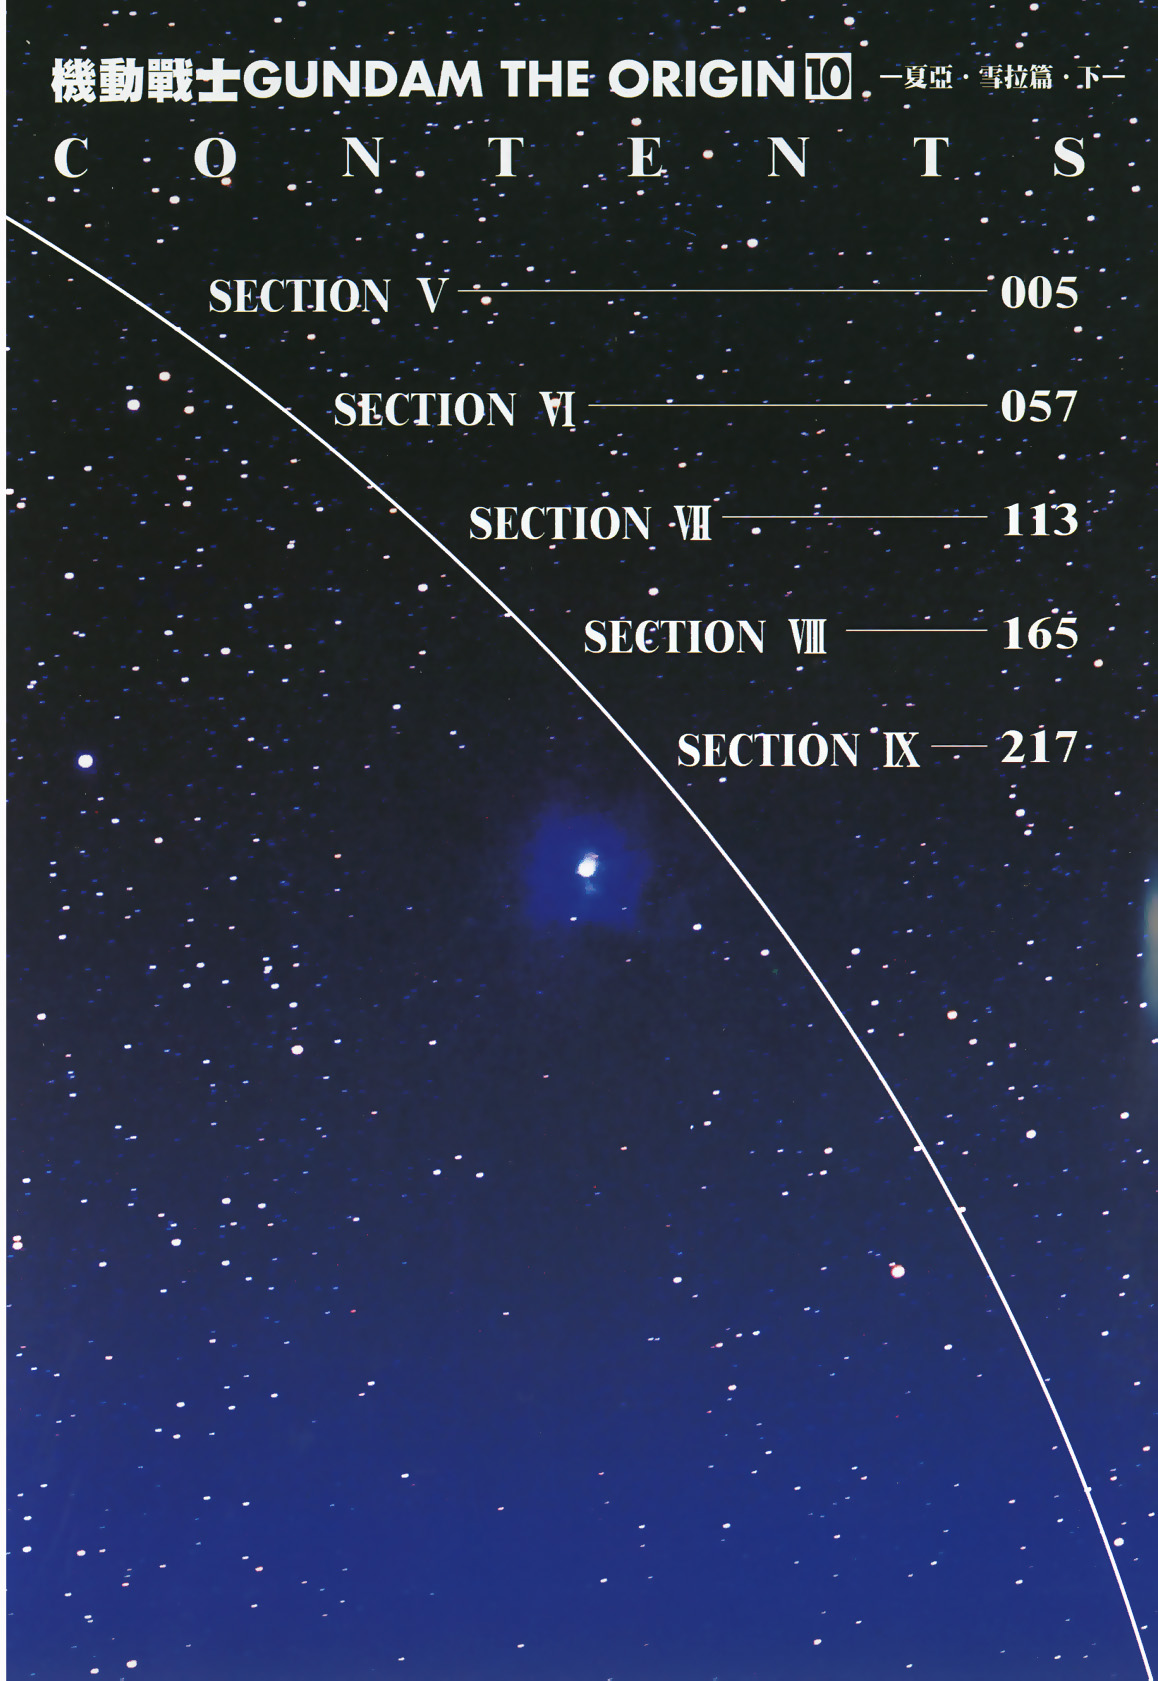 機動戰士GUNDAM THE ORIGIN 10 —夏亞·雪拉篇·下—
CONTENTS
SECTION Ⅴ 005
SECTION Ⅵ 057
SECTION Ⅶ 113
SECTION Ⅷ 165
SECTION Ⅸ 217